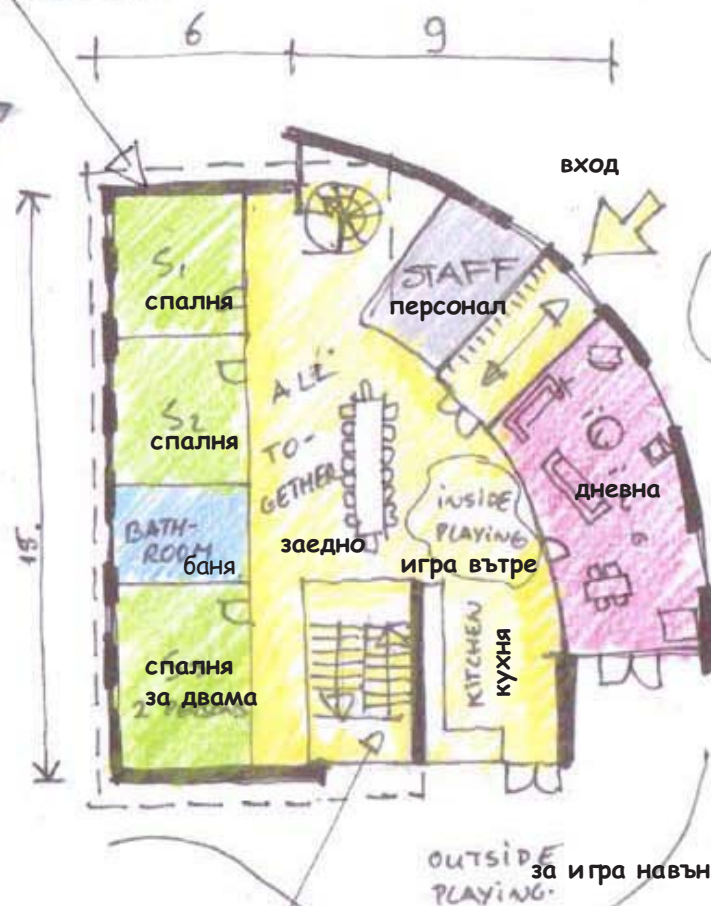 6
9
вход
S1
спалня
STAFF
персонал
S2
спалня
ALL
TO-
GETHER
заедно
INSIDE
PLAYING
игра вътре
дневна
15.
BATH-
ROOM
баня
KITCHEN
кухня
спалня
за двама
2
OUTSIDE
за игра навън
PLAYING.